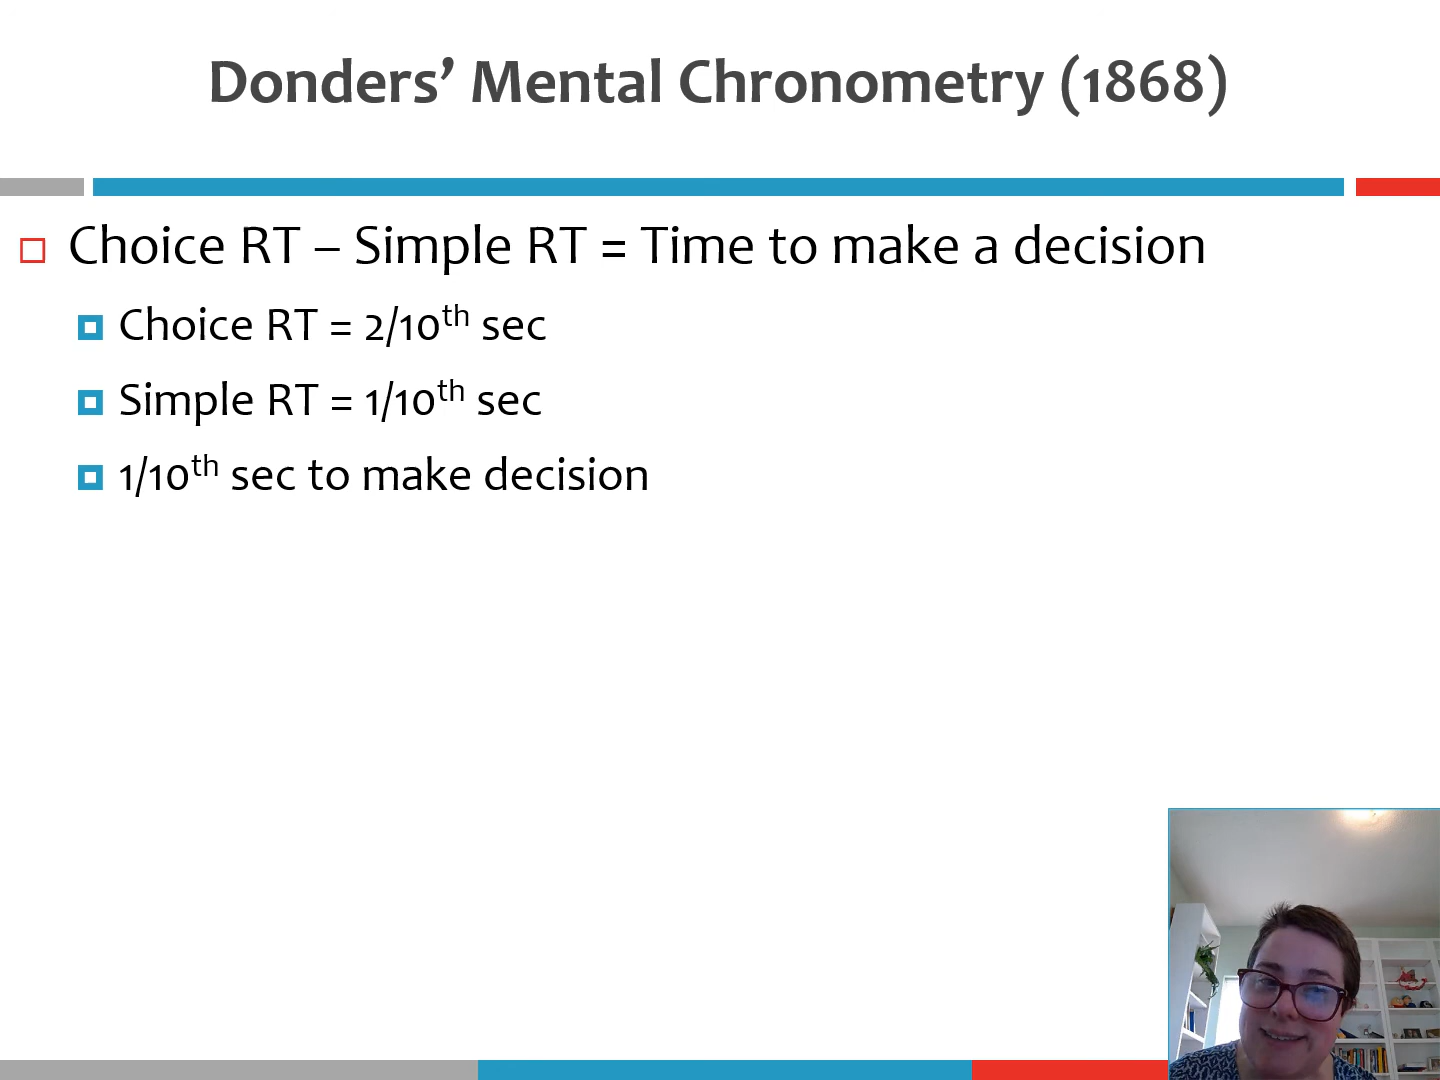 Donders’ Mental Chronometry (1868)
Choice RT – Simple RT = Time to make a decision
Choice RT = 2/10th sec
Simple RT = 1/10th sec
1/10th sec to make decision